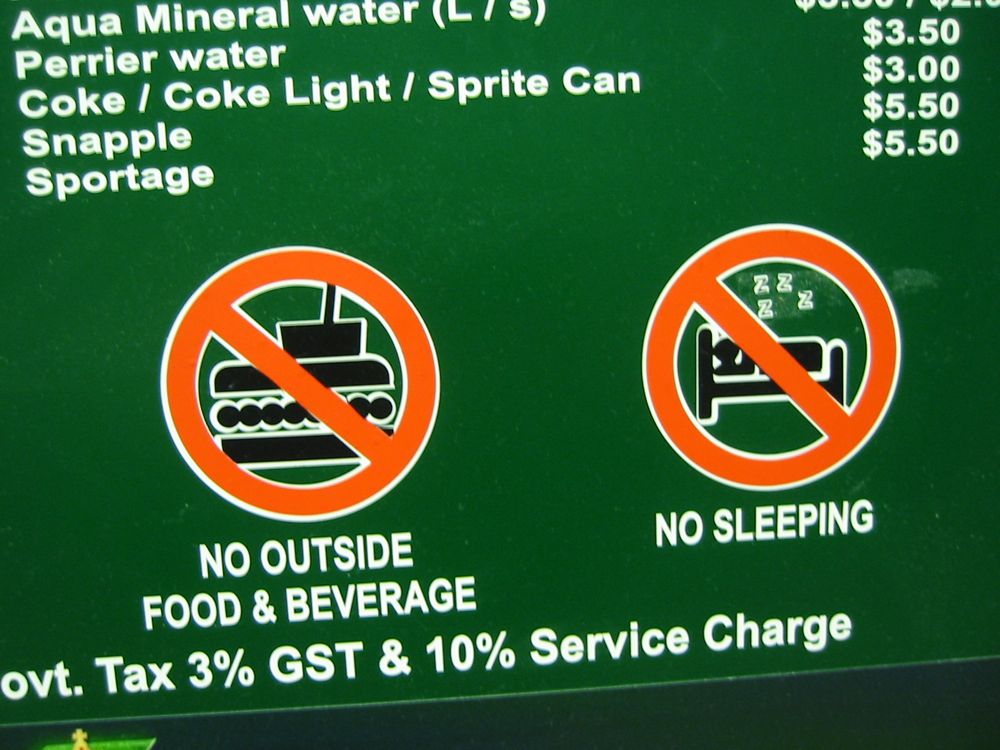 Aqua Mineral water (L / s)
Perrier water $3.50
Coke / Coke Light / Sprite Can $3.00
Snapple $5.50
Sportage $5.50
z z z z
NO OUTSIDE
FOOD & BEVERAGE
NO SLEEPING
ovt. Tax 3% GST & 10% Service Charge